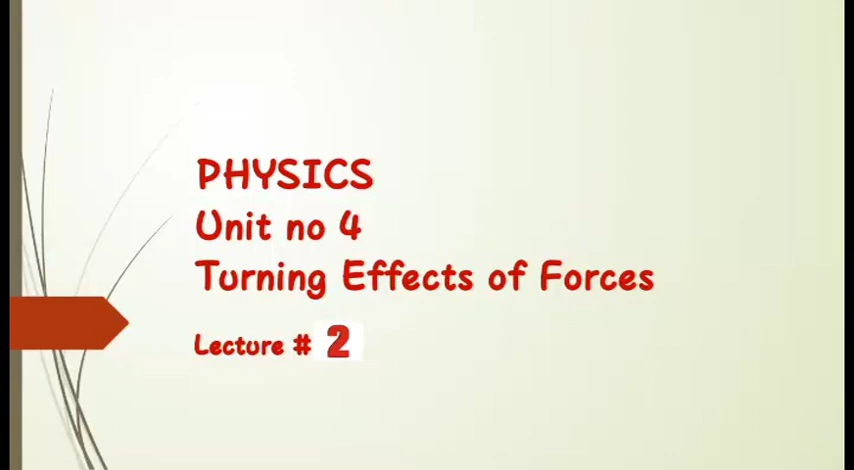 PHYSICS
Unit no 4
Turning Effects of Forces
Lecture # 2